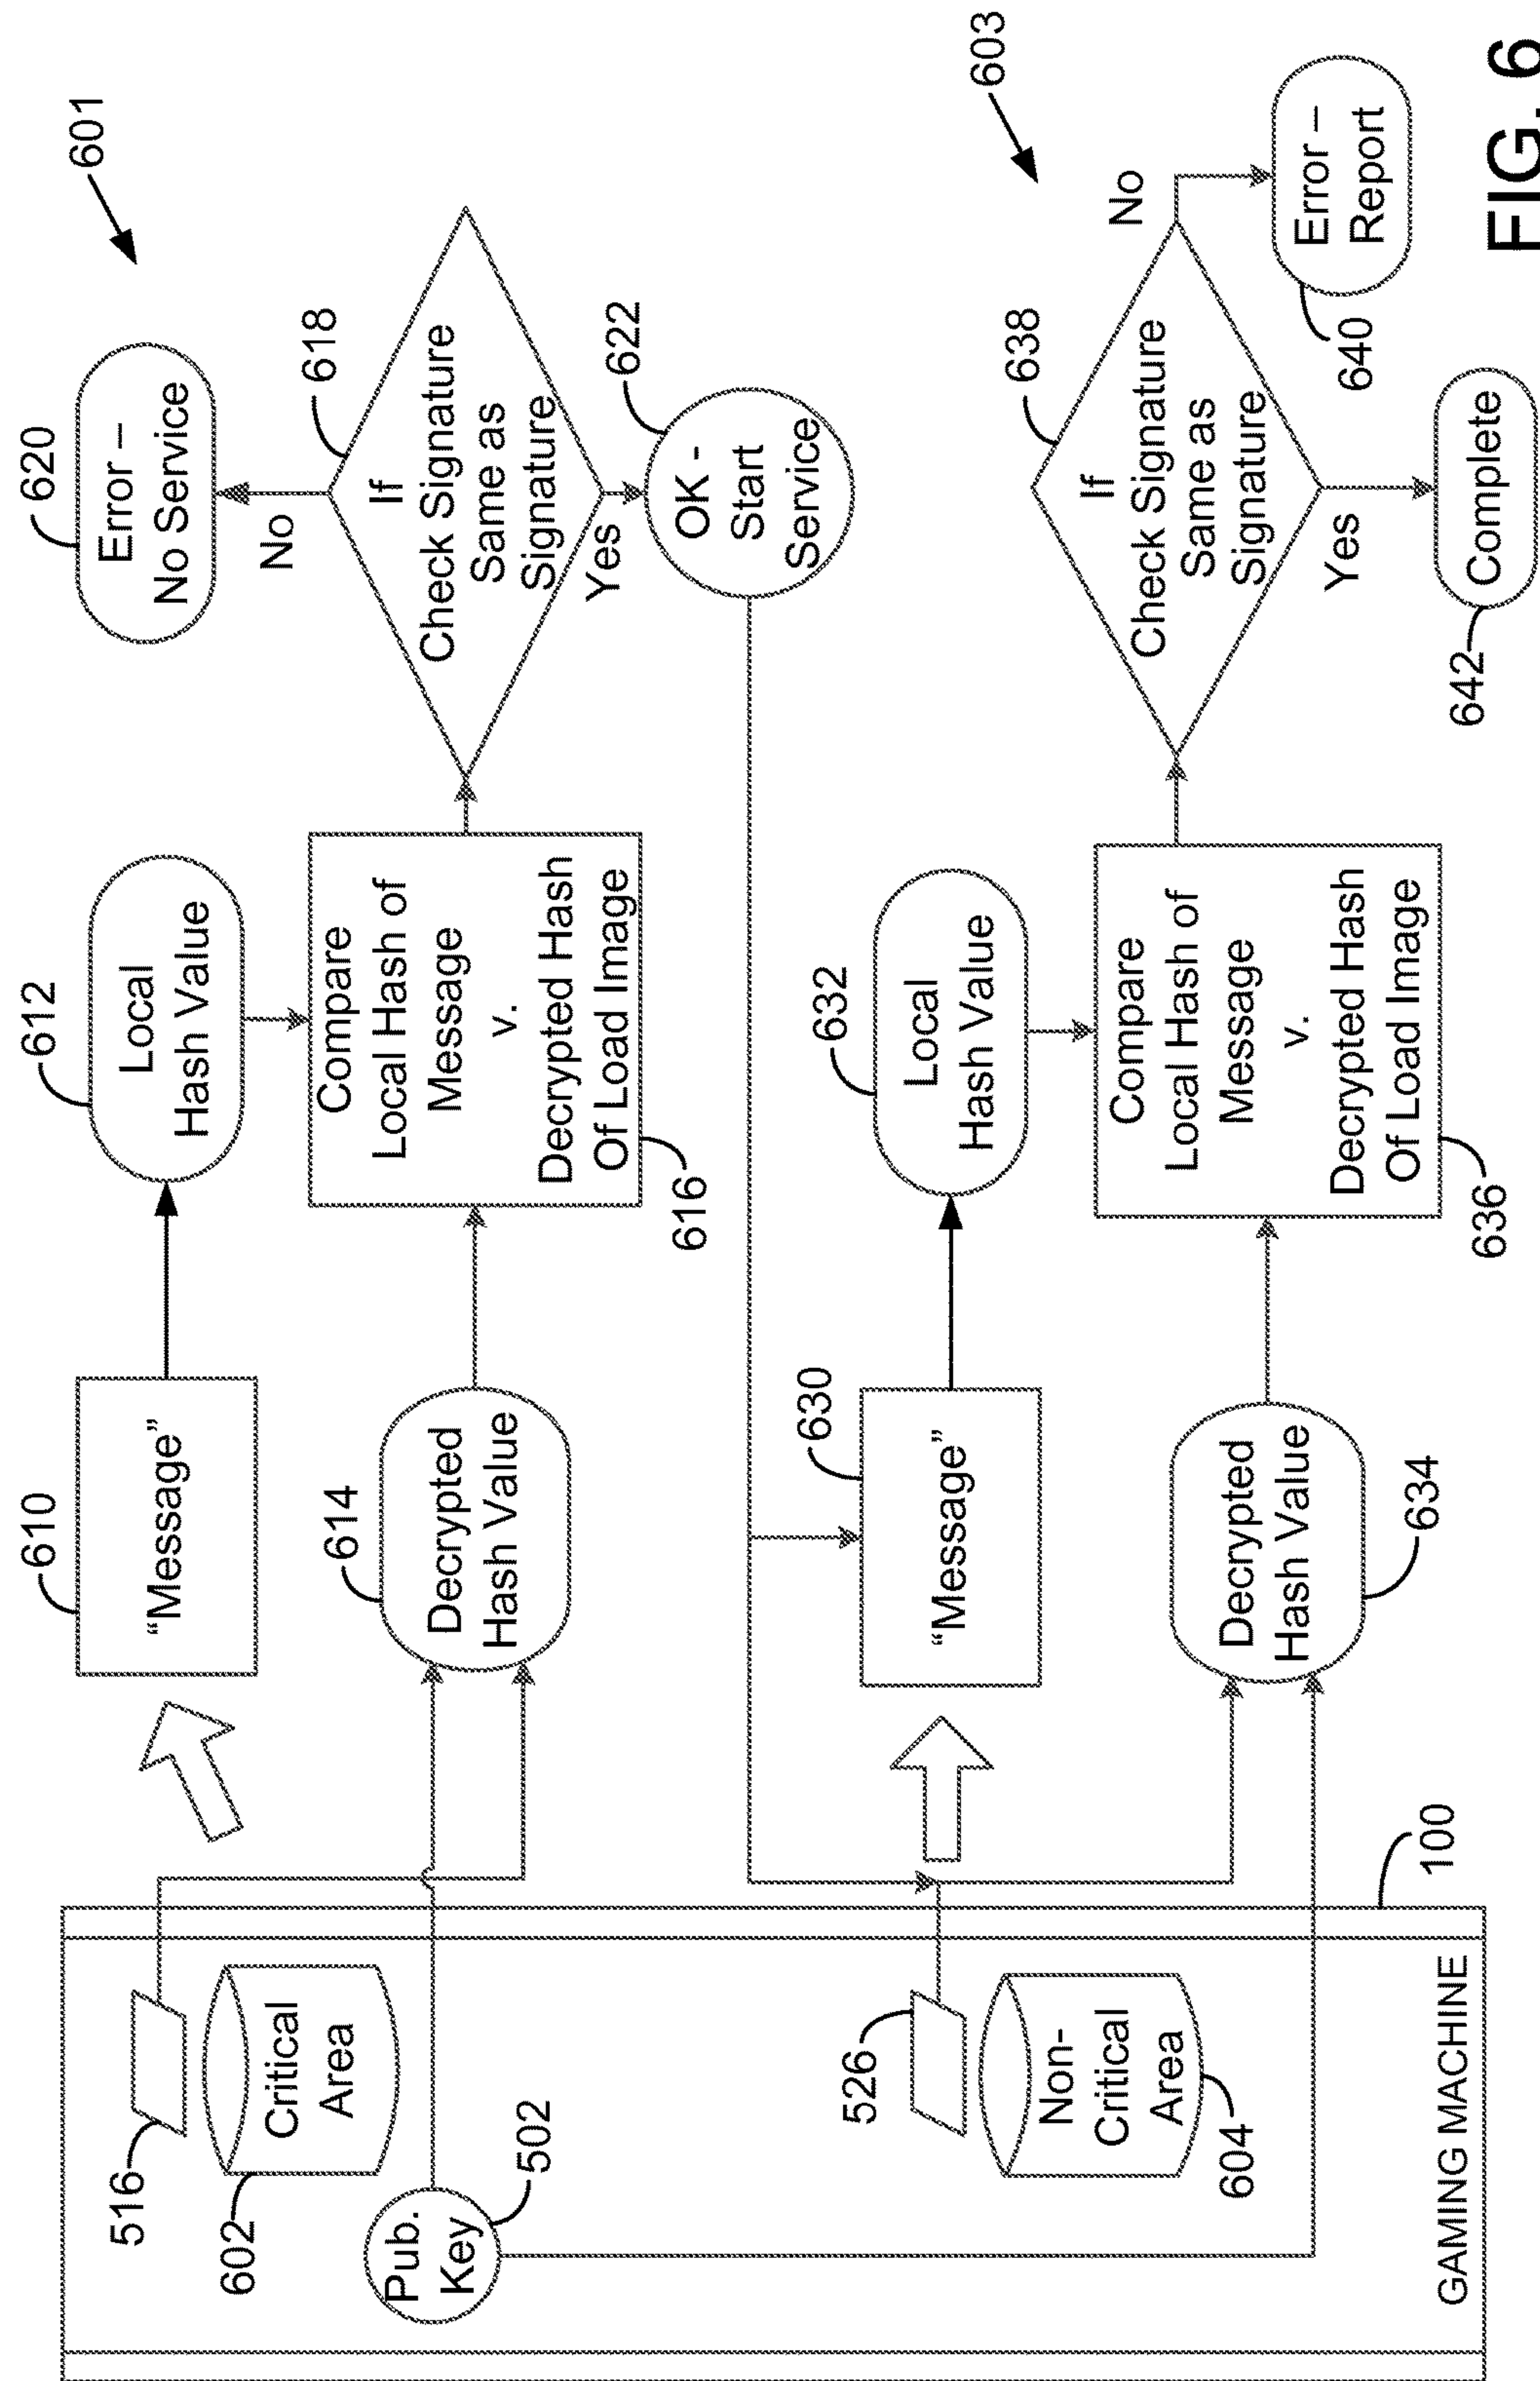 601
620
Error –
No Service
No
618
If
Check Signature
Same as
Signature
Yes
622
OK -
Start
Service
612
Local
Hash Value
Compare
Local Hash of
Message
v.
Decrypted Hash
Of Load Image
616
610
“Message”
614
Decrypted
Hash Value
516
602
Critical
Area
Pub.
Key
502
603
638
If
Check Signature
Same as
Signature
No
Error –
Report
640
Yes
Complete
642
632
Local
Hash Value
Compare
Local Hash of
Message
v.
Decrypted Hash
Of Load Image
636
630
“Message”
Decrypted
Hash Value
634
526
Non-
Critical
Area
604
100
GAMING MACHINE
FIG. 6